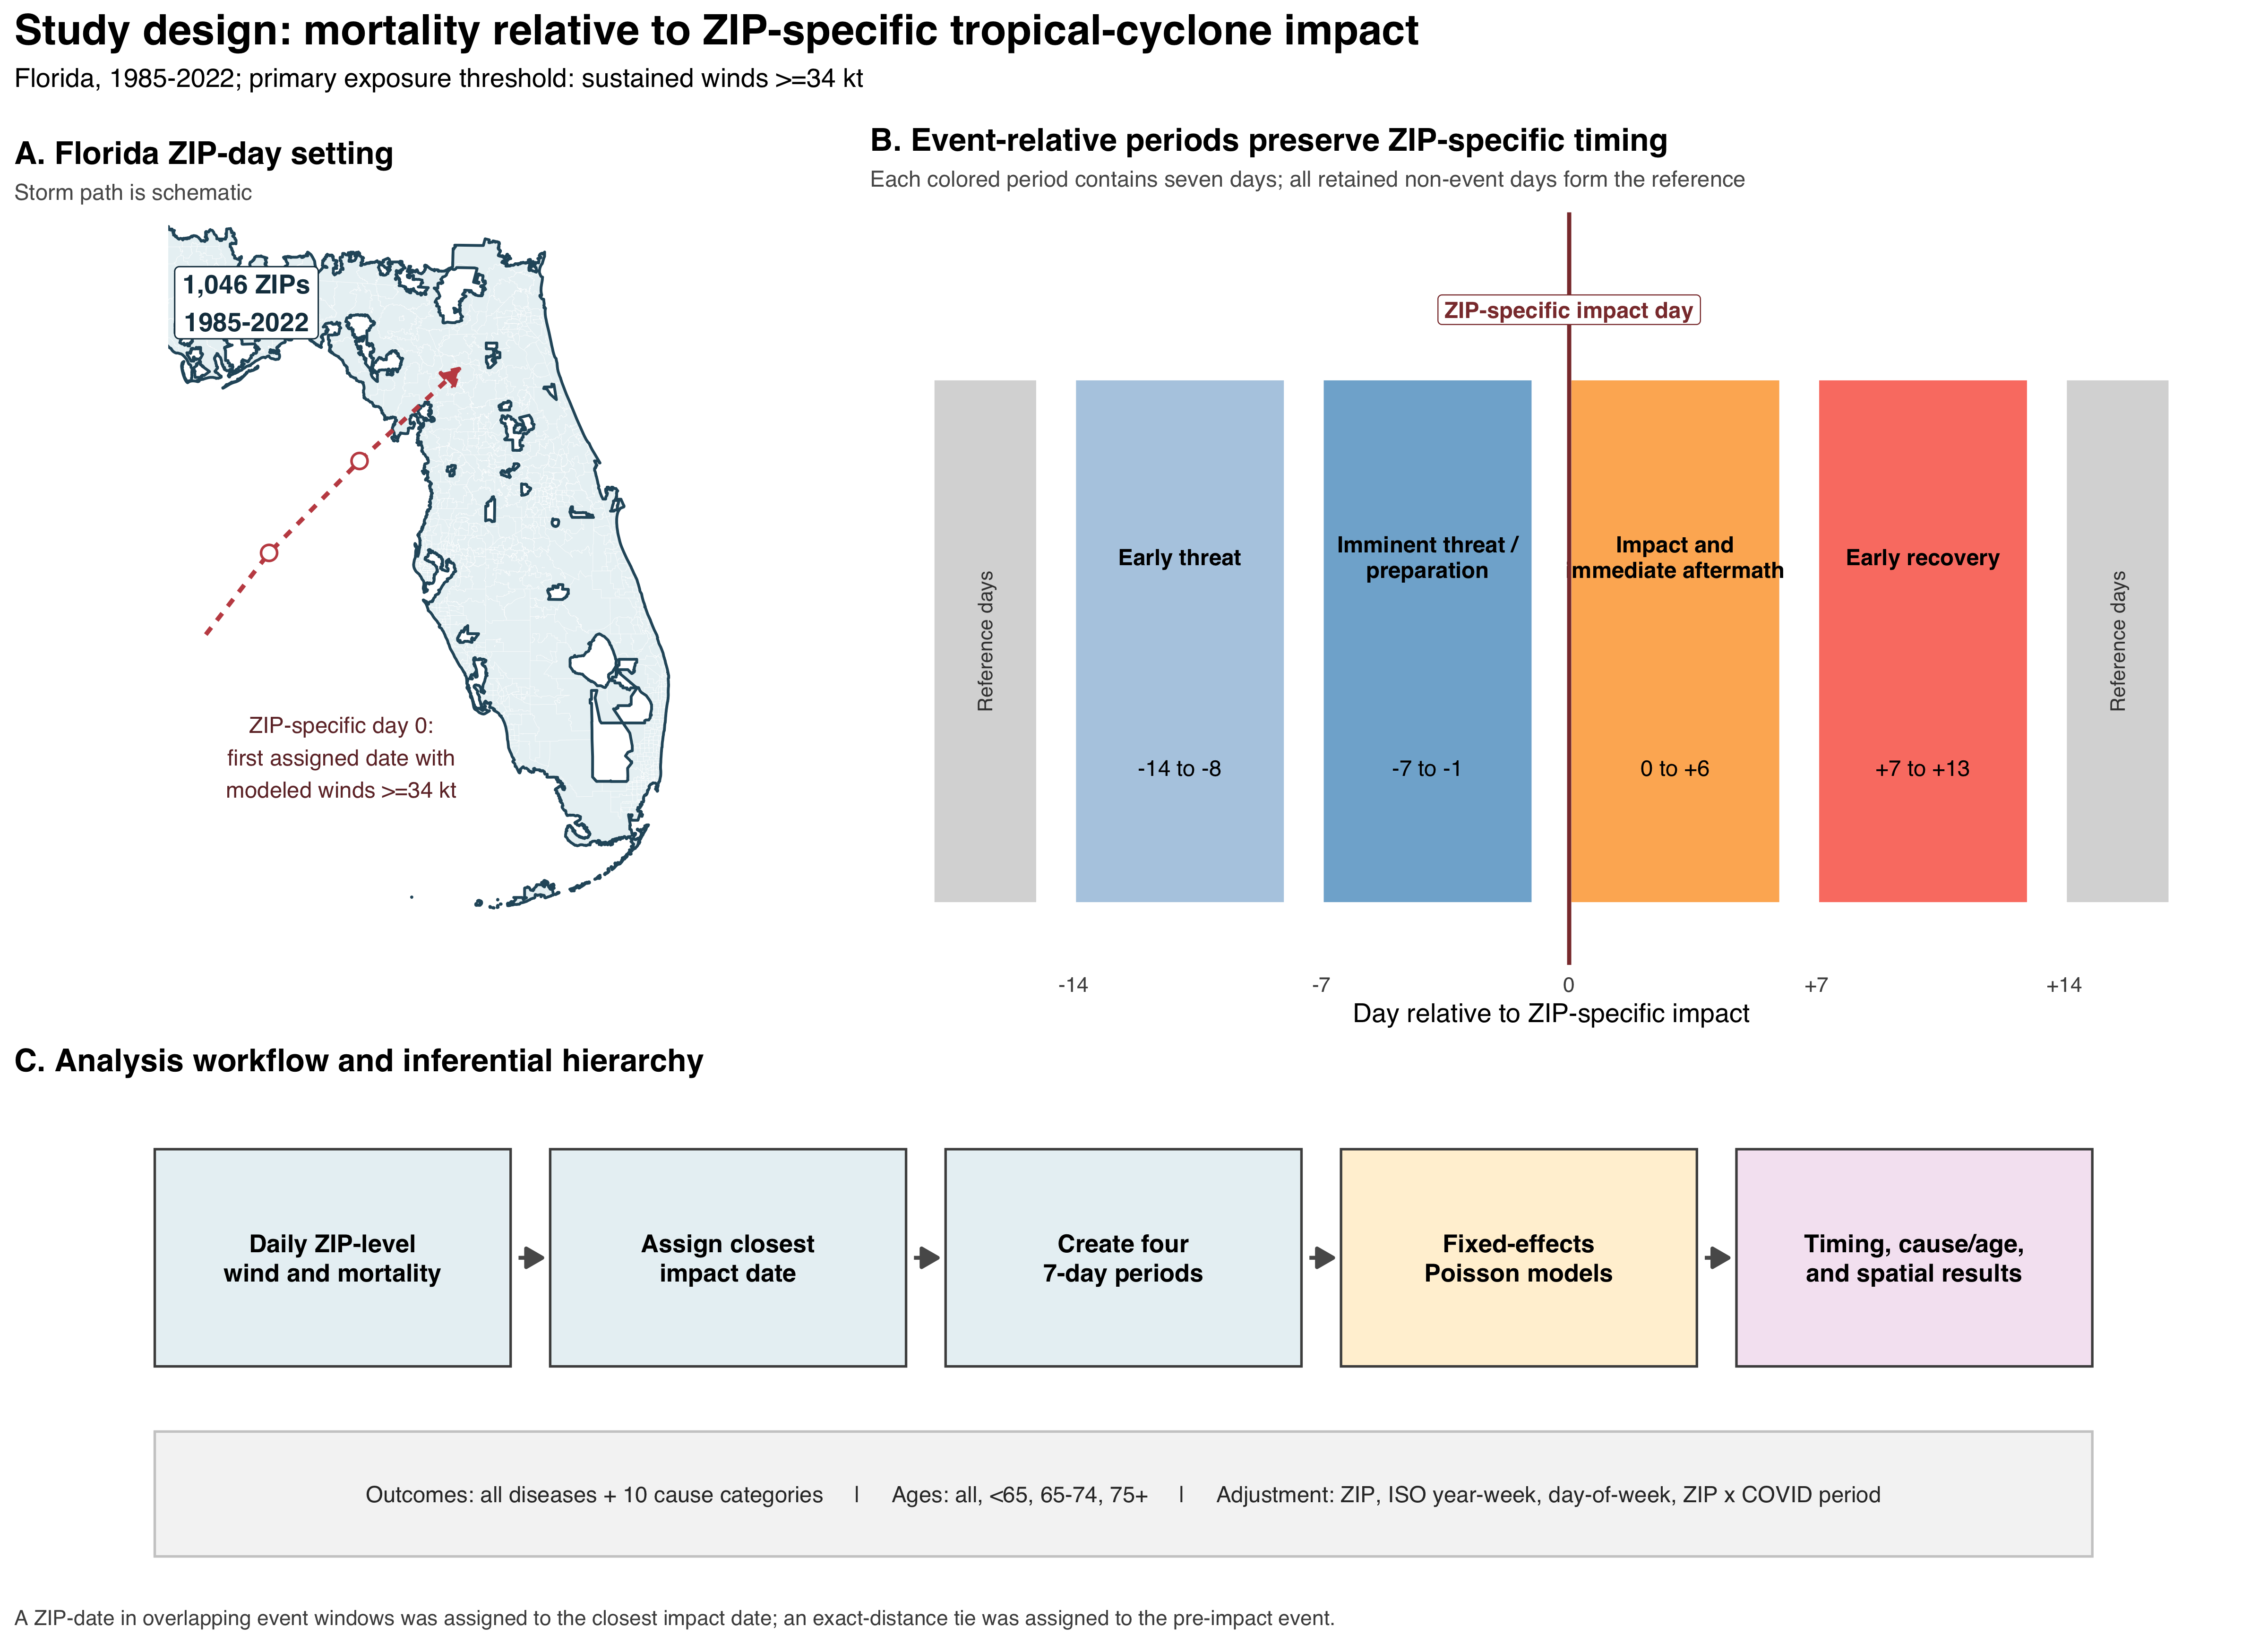 Study design: mortality relative to ZIP-specific tropical-cyclone impact
Florida, 1985-2022; primary exposure threshold: sustained winds >=34 kt
A. Florida ZIP-day setting
Storm path is schematic
1,046 ZIPs
1985-2022
ZIP-specific day 0:
first assigned date with
modeled winds >=34 kt
B. Event-relative periods preserve ZIP-specific timing
Each colored period contains seven days; all retained non-event days form the reference
ZIP-specific impact day
Reference days
Early threat
-14 to -8
Imminent threat /
preparation
-7 to -1
Impact and
immediate aftermath
0 to +6
Early recovery
+7 to +13
Reference days
-14
-7
0
+7
+14
Day relative to ZIP-specific impact
C. Analysis workflow and inferential hierarchy
Daily ZIP-level
wind and mortality
Assign closest
impact date
Create four
7-day periods
Fixed-effects
Poisson models
Timing, cause/age,
and spatial results
Outcomes: all diseases + 10 cause categories | Ages: all, <65, 65-74, 75+ | Adjustment: ZIP, ISO year-week, day-of-week, ZIP x COVID period
A ZIP-date in overlapping event windows was assigned to the closest impact date; an exact-distance tie was assigned to the pre-impact event.